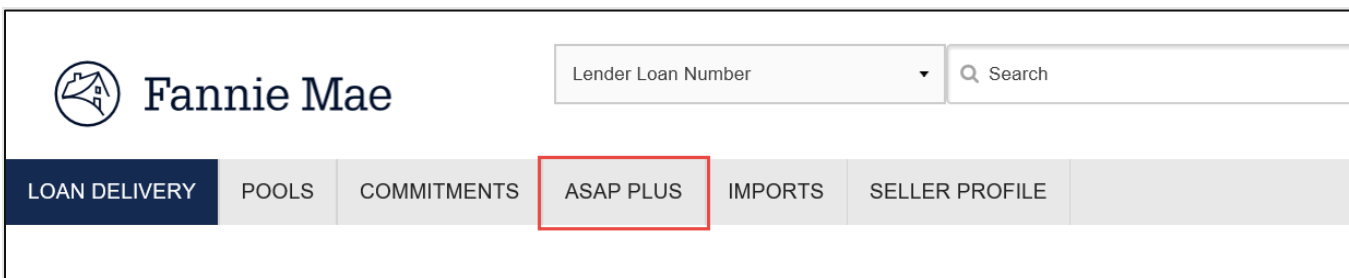 Lender Loan Number Search
Fannie Mae
LOAN DELIVERY POOLS COMMITMENTS ASAP PLUS IMPORTS SELLER PROFILE